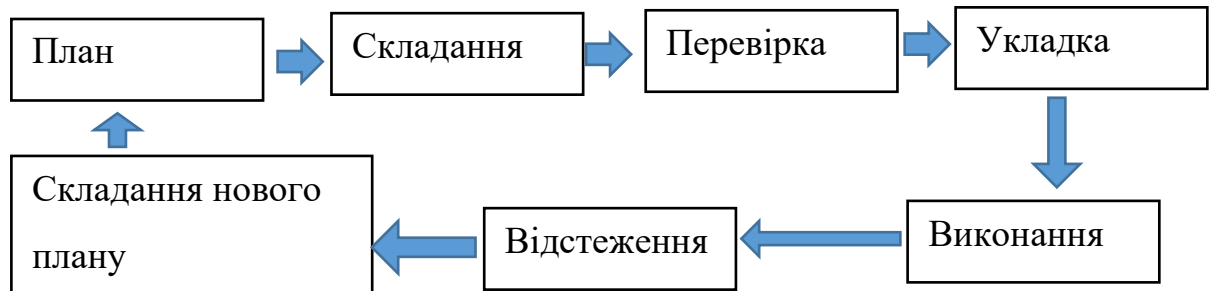 План
Складання
Перевірка
Укладка
Виконання
Відстеження
Складання нового
плану